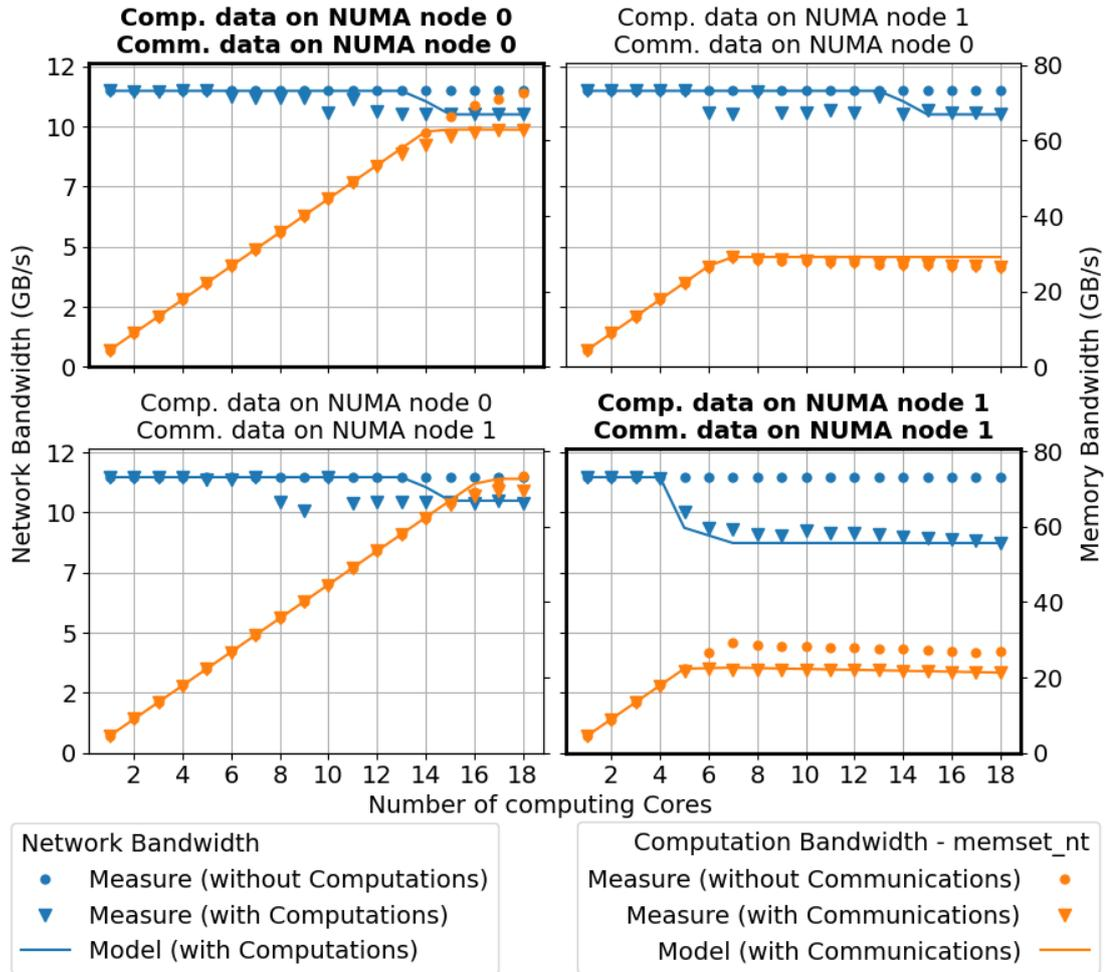 Comp. data on NUMA node 0
Comm. data on NUMA node 0
Comp. data on NUMA node 1
Comm. data on NUMA node 0
12
10
7
5
2
0
80
60
40
20
0
Network Bandwidth (GB/s)
Memory Bandwidth (GB/s)
Comp. data on NUMA node 0
Comm. data on NUMA node 1
Comp. data on NUMA node 1
Comm. data on NUMA node 1
12
10
7
5
2
0
80
60
40
20
0
2 4 6 8 10 12 14 16 18
2 4 6 8 10 12 14 16 18
Number of computing Cores
Network Bandwidth
Measure (without Computations)
Measure (with Computations)
Model (with Computations)
Computation Bandwidth - memset_nt
Measure (without Communications)
Measure (with Communications)
Model (with Communications)